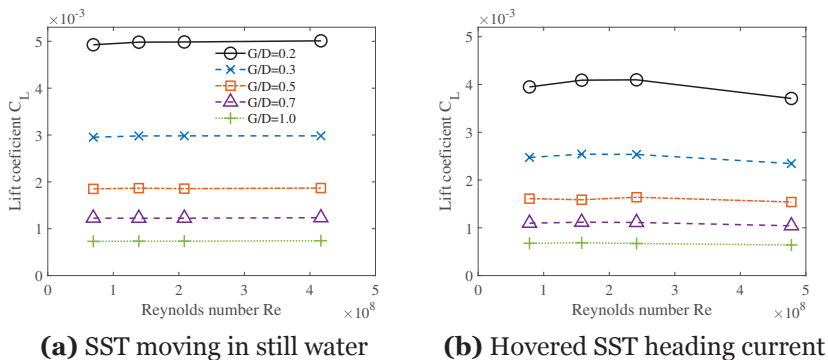 ×10⁻³
5
4
3
2
1
0
Lift coeficient C_L
G/D=0.2
G/D=0.3
G/D=0.5
G/D=0.7
G/D=1.0
0 1 2 3 4 5
Reynolds number Re ×10⁸
(a) SST moving in still water
×10⁻³
5
4
3
2
1
0
Lift coeficient C_L
0 1 2 3 4 5
Reynolds number Re ×10⁸
(b) Hovered SST heading current